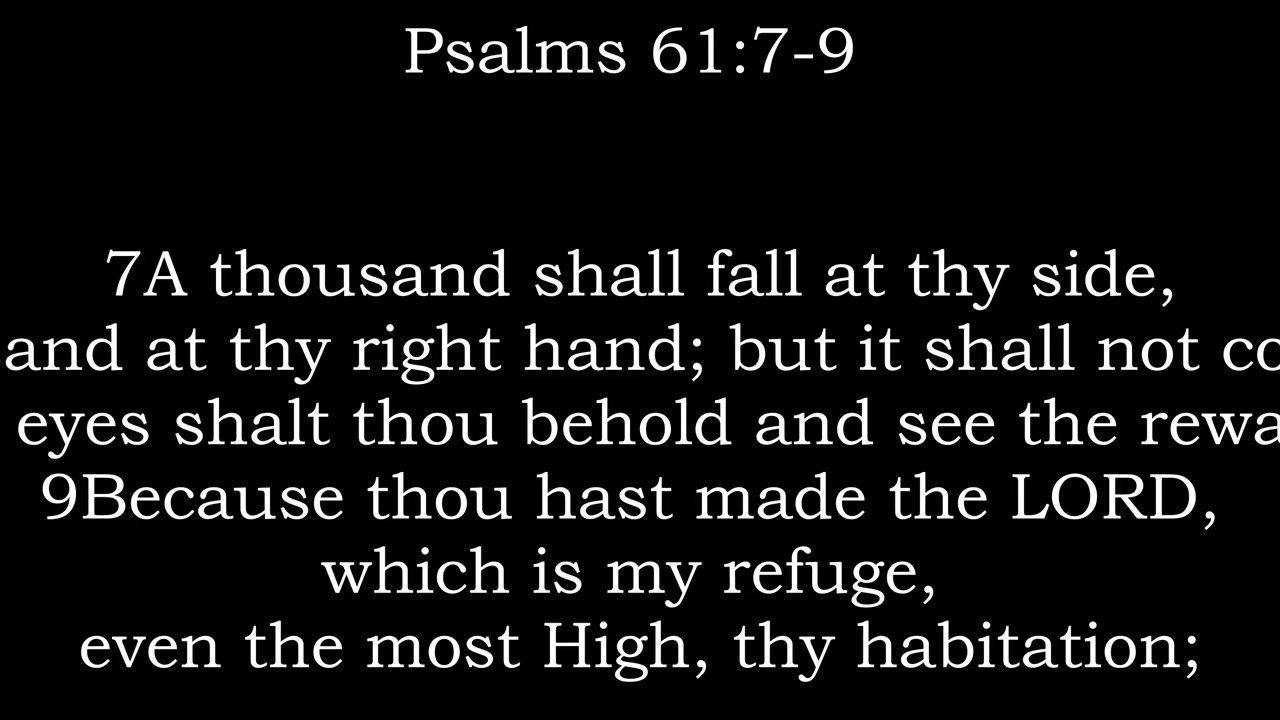 Psalms 61:7-9
7A thousand shall fall at thy side,
and at thy right hand; but it shall not
eyes shalt thou behold and see the
9Because thou hast made the LORD,
which is my refuge,
even the most High, thy habitation;